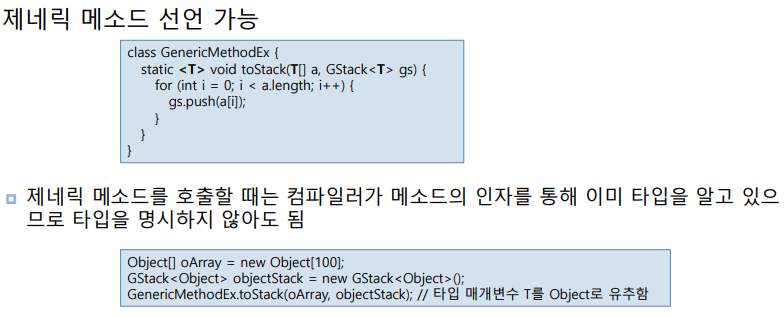 제네릭 메소드 선언 가능
class GenericMethodEx {
static <T> void toStack(T[] a, GStack<T> gs) {
for (int i = 0; i < a.length; i++) {
gs.push(a[i]);
}
}
}
제네릭 메소드를 호출할 때는 컴파일러가 메소드의 인자를 통해 이미 타입을 알고 있으
므로 타입을 명시하지 않아도 됨
Object[] oArray = new Object[100];
GStack<Object> objectStack = new GStack<Object>();
GenericMethodEx.toStack(oArray, objectStack); // 타입 매개변수 T를 Object로 유추함